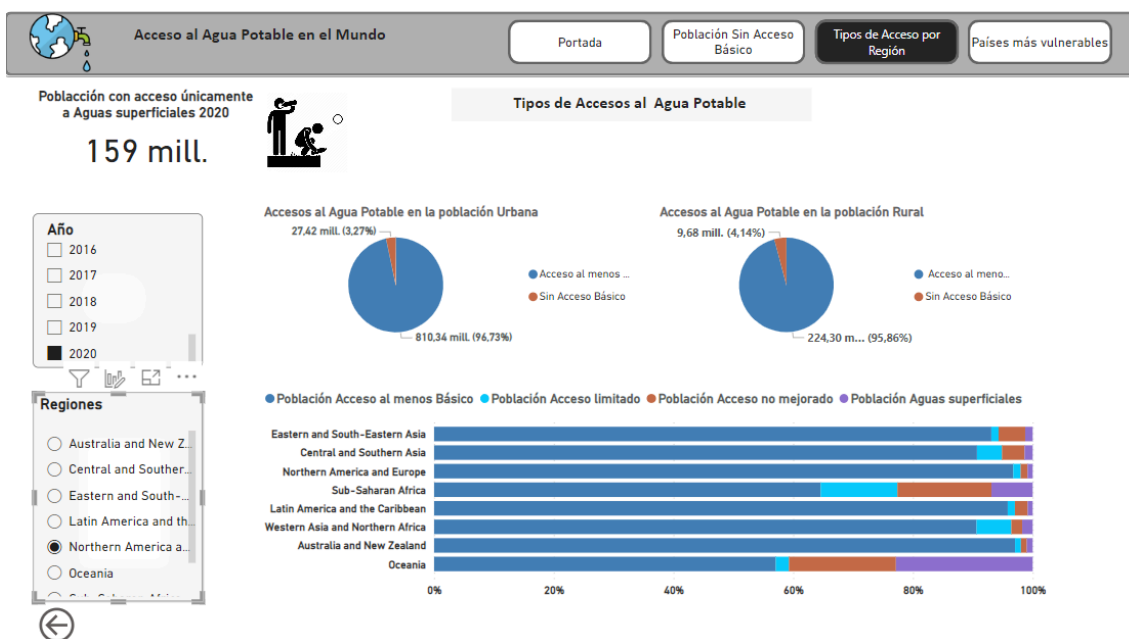 Acceso al Agua Potable en el Mundo
Portada
Población Sin Acceso
Básico
Tipos de Acceso por
Región
Países más vulnerables
Poblacción con acceso únicamente
a Aguas superficiales 2020
159 mill.
Tipos de Accesos al Agua Potable
Año
2016
2017
2018
2019
2020
Regiones
Australia and New Z...
Central and Souther...
Eastern and South-...
Latin America and th...
Northern America a...
Oceania
Accesos al Agua Potable en la población Urbana
27,42 mill. (3,27%)
810,34 mill. (96,73%)
Acceso al menos ...
Sin Acceso Básico
Accesos al Agua Potable en la población Rural
9,68 mill. (4,14%)
224,30 m... (95,86%)
Acceso al meno...
Sin Acceso Básico
Población Acceso al menos Básico Población Acceso limitado Población Acceso no mejorado Población Aguas superficiales
Eastern and South-Eastern Asia
Central and Southern Asia
Northern America and Europe
Sub-Saharan Africa
Latin America and the Caribbean
Western Asia and Northern Africa
Australia and New Zealand
Oceania
0% 20% 40% 60% 80% 100%